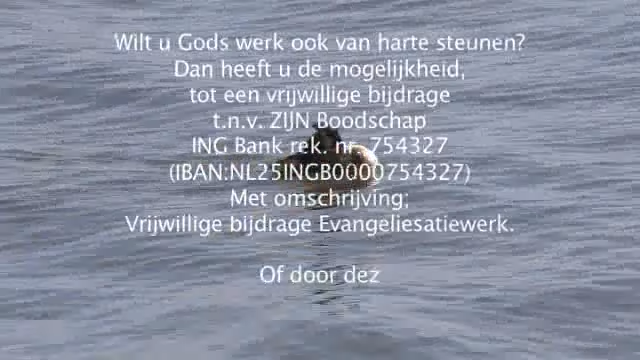 Wilt u Gods werk ook van harte steunen?
Dan heeft u de mogelijkheid,
tot een vrijwillige bijdrage
t.n.v. ZIJN Boodschap
ING Bank rek. nr. 754327
(IBAN:NL25INGB0000754327)
Met omschrijving;
Vrijwillige bijdrage Evangeliesatiewerk.
Of door dez